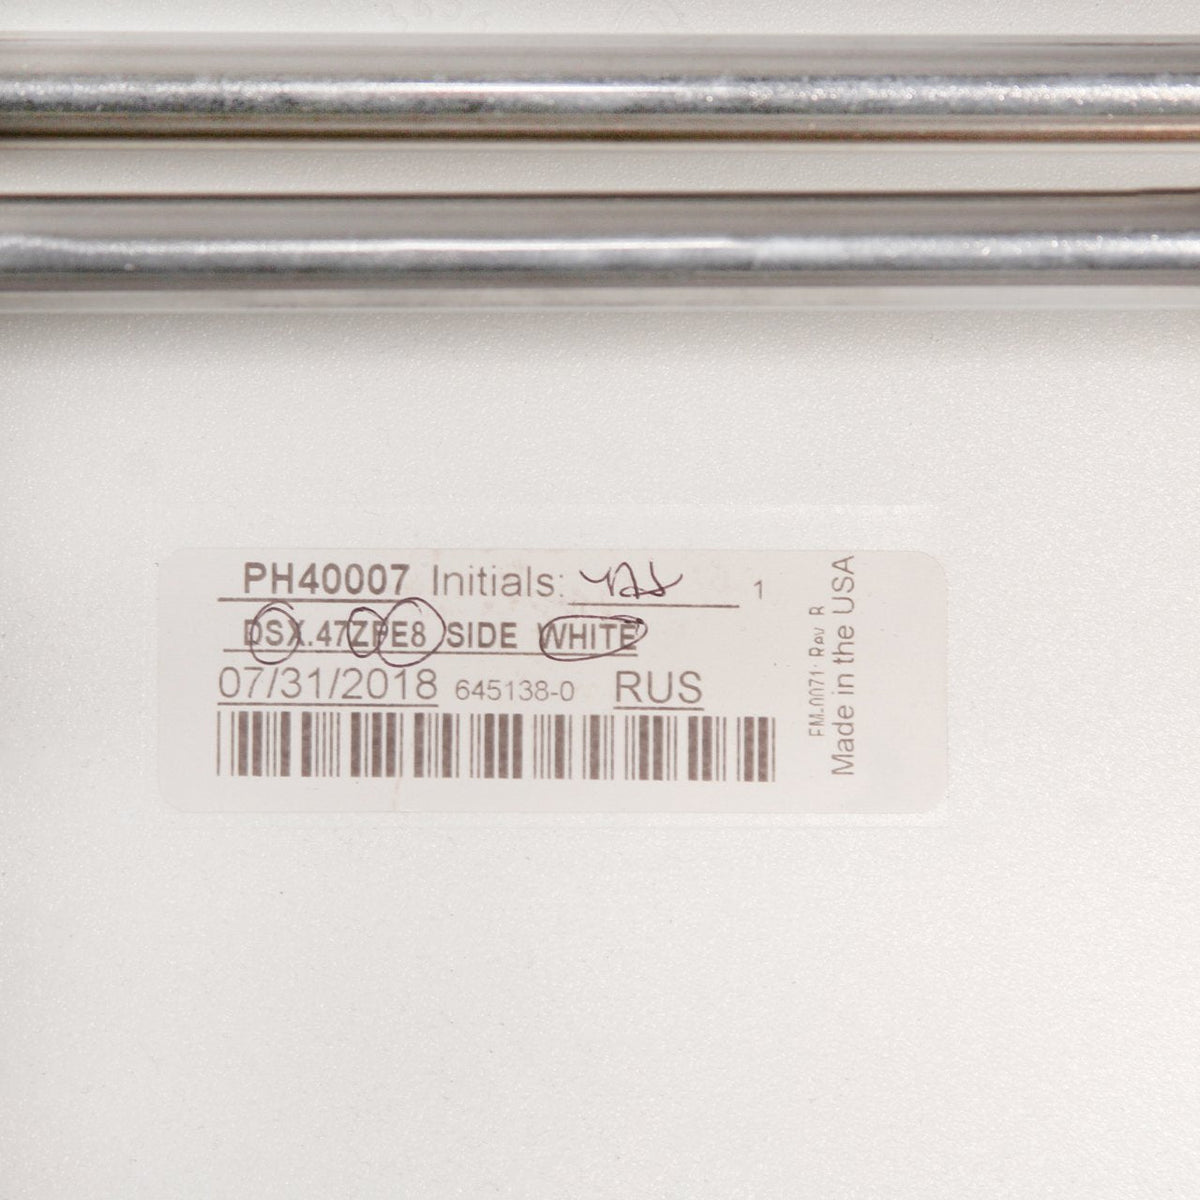 PH40007 Initials: 1
DSX.47ZPE8 SIDE WHITE
07/31/2018 645138-0 RUS
FM-0071 Rev B
Made in the USA